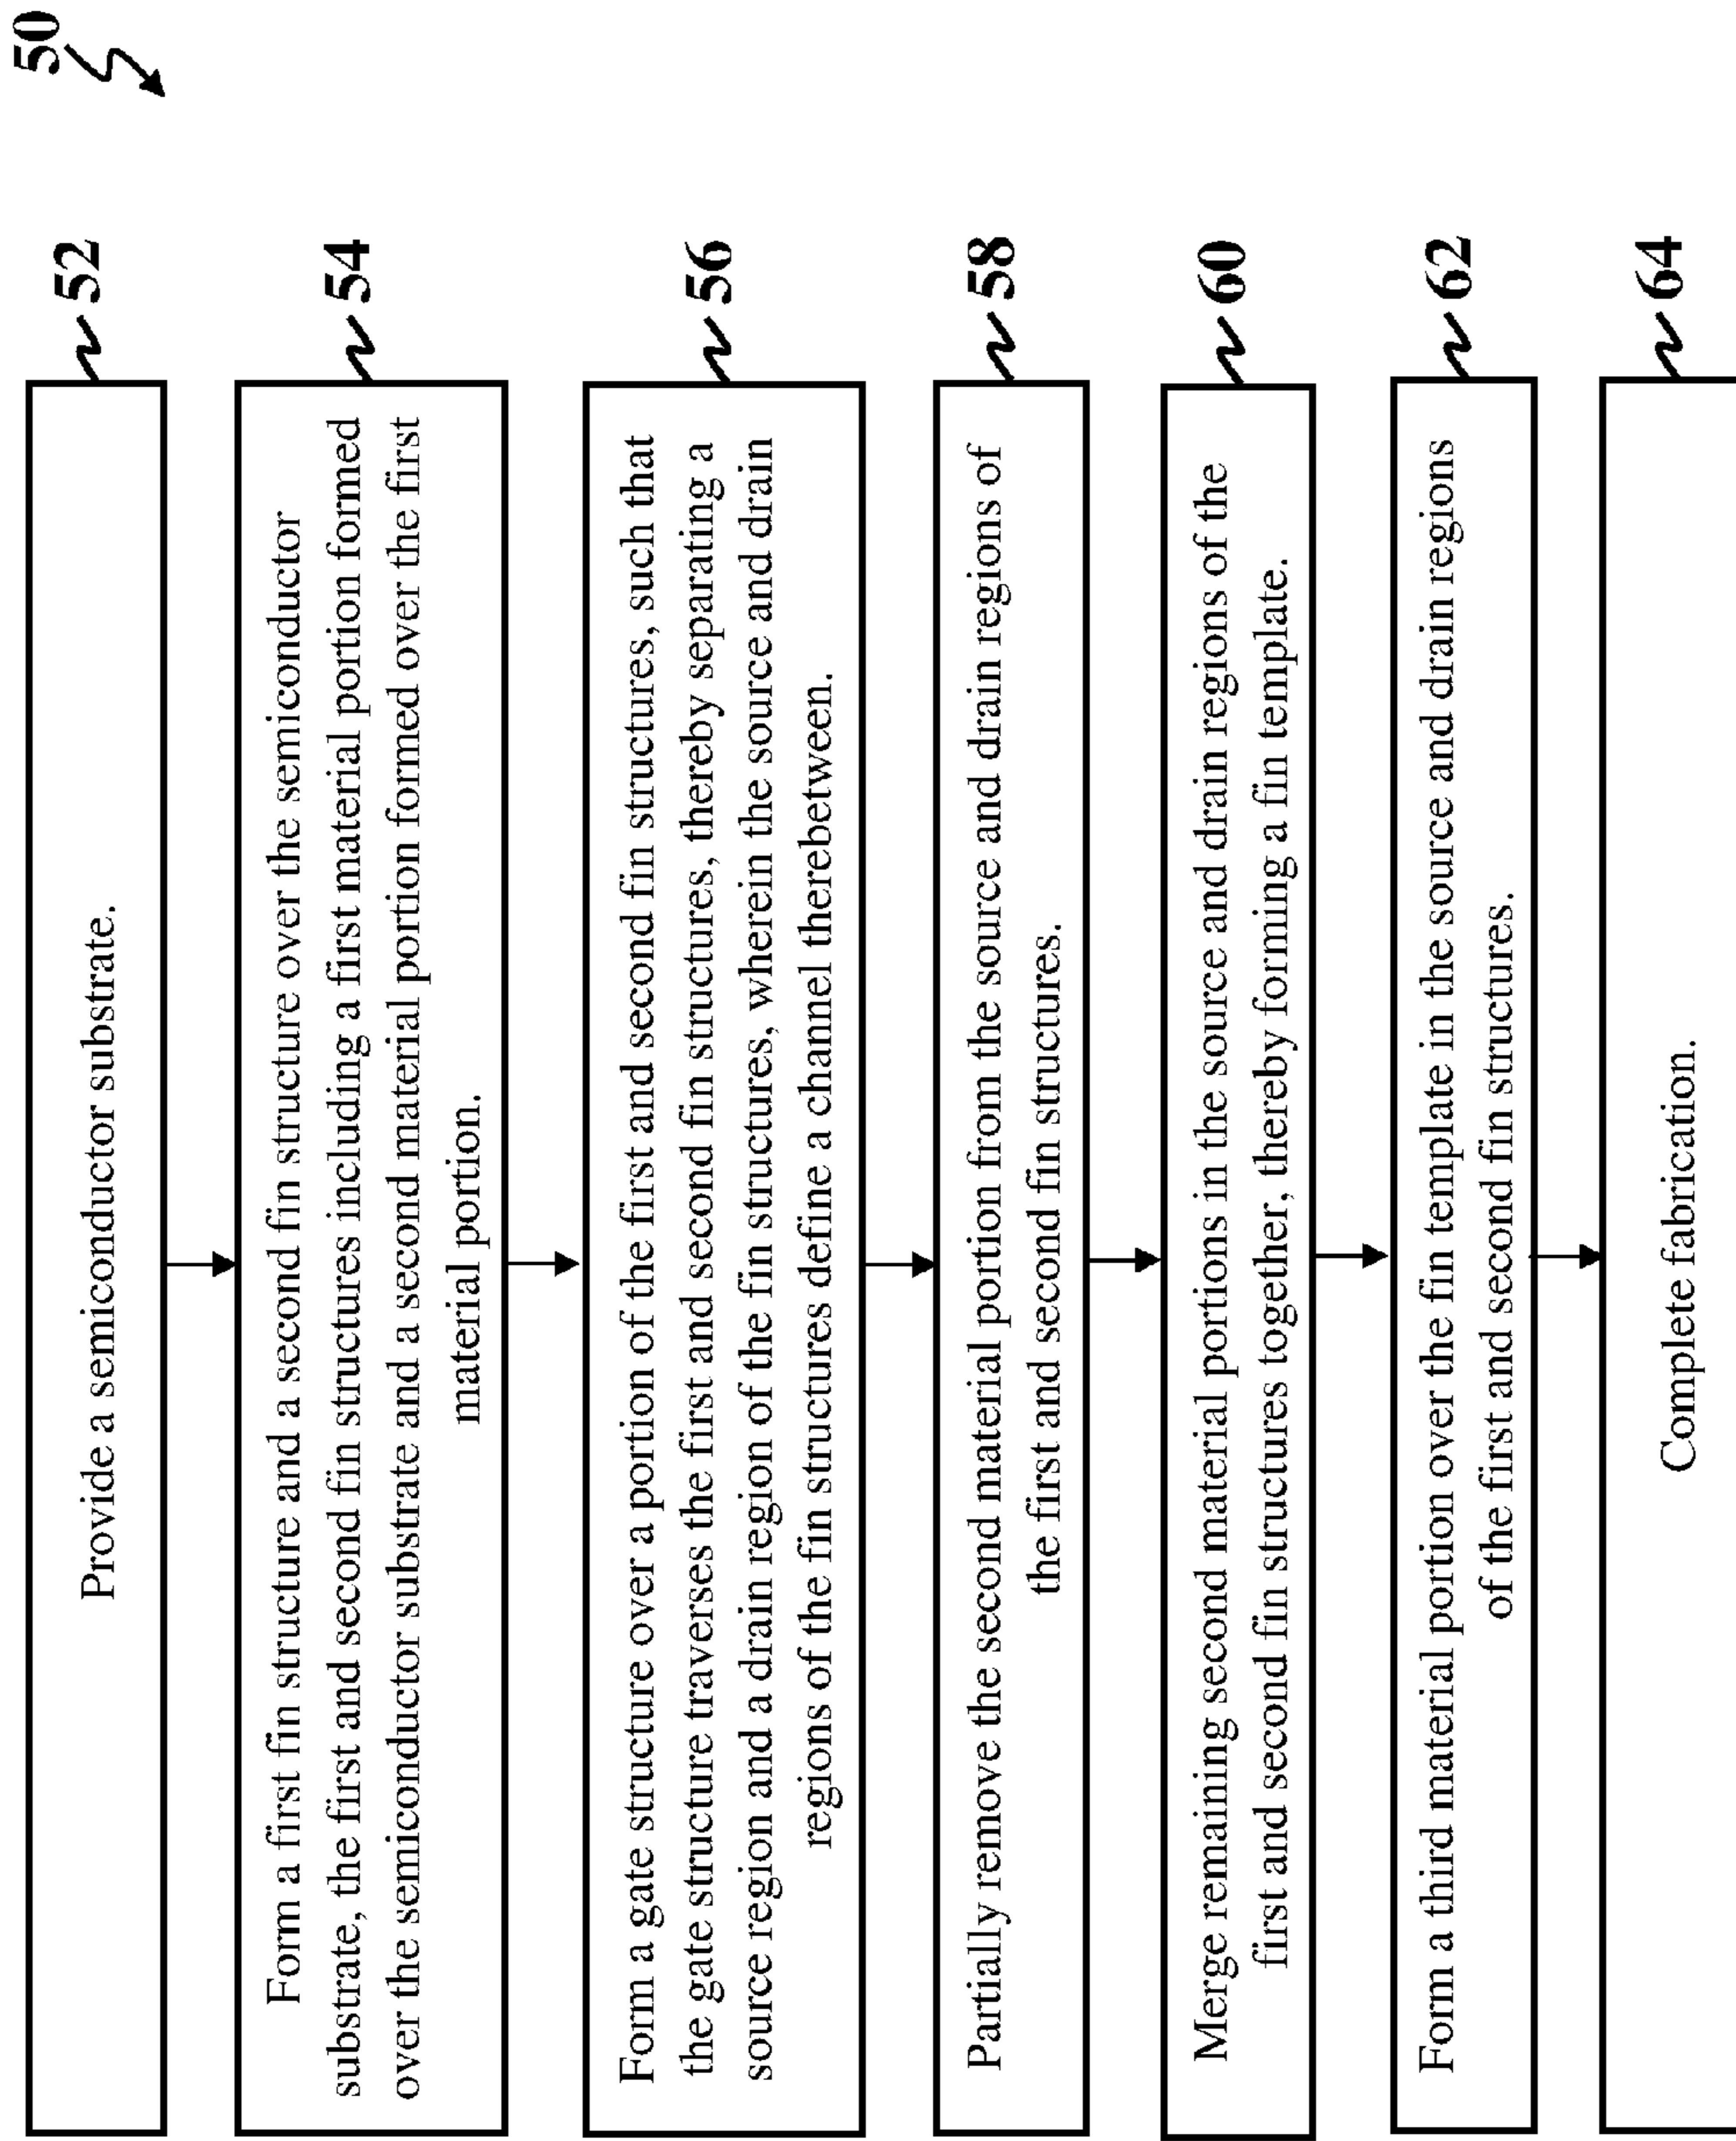 50
Provide a semiconductor substrate.
52
Form a first fin structure and a second fin structure over the semiconductor
substrate, the first and second fin structures including a first material portion formed
over the semiconductor substrate and a second material portion formed over the first
material portion.
54
Form a gate structure over a portion of the first and second fin structures, such that
the gate structure traverses the first and second fin structures, thereby separating a
source region and a drain region of the fin structures, wherein the source and drain
regions of the fin structures define a channel therebetween.
56
Partially remove the second material portion from the source and drain regions of
the first and second fin structures.
58
Merge remaining second material portions in the source and drain regions of the
first and second fin structures together, thereby forming a fin template.
60
Form a third material portion over the fin template in the source and drain regions
of the first and second fin structures.
62
Complete fabrication.
64